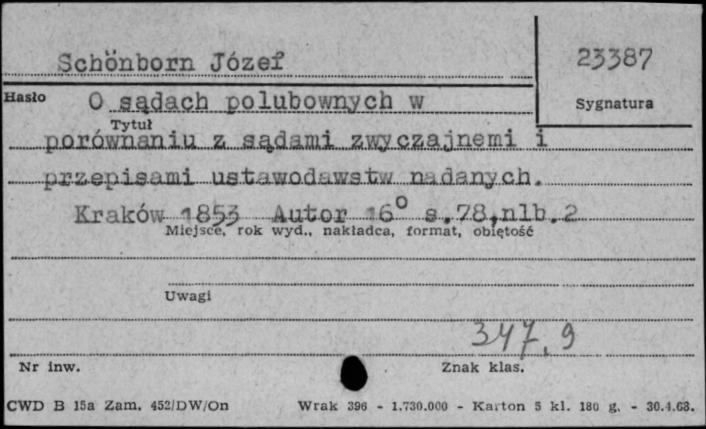 Schönborn Józef
23387
Hasło
O sądach polubownych w
Sygnatura
Tytuł
porównaniu z sądami zwyczajnemi i
przepisami ustawodawstw nadanych.
Kraków 1853 Autor 16° s.78,nlb.2
Miejsce, rok wyd., nakładca, format, objętość
Uwagi
347.9
Nr inw.
Znak klas.
CWD B 15a Zam. 452/DW/On Wrak 396 - 1.730.000 - Karton 5 kl. 180 g. - 30.4.68.